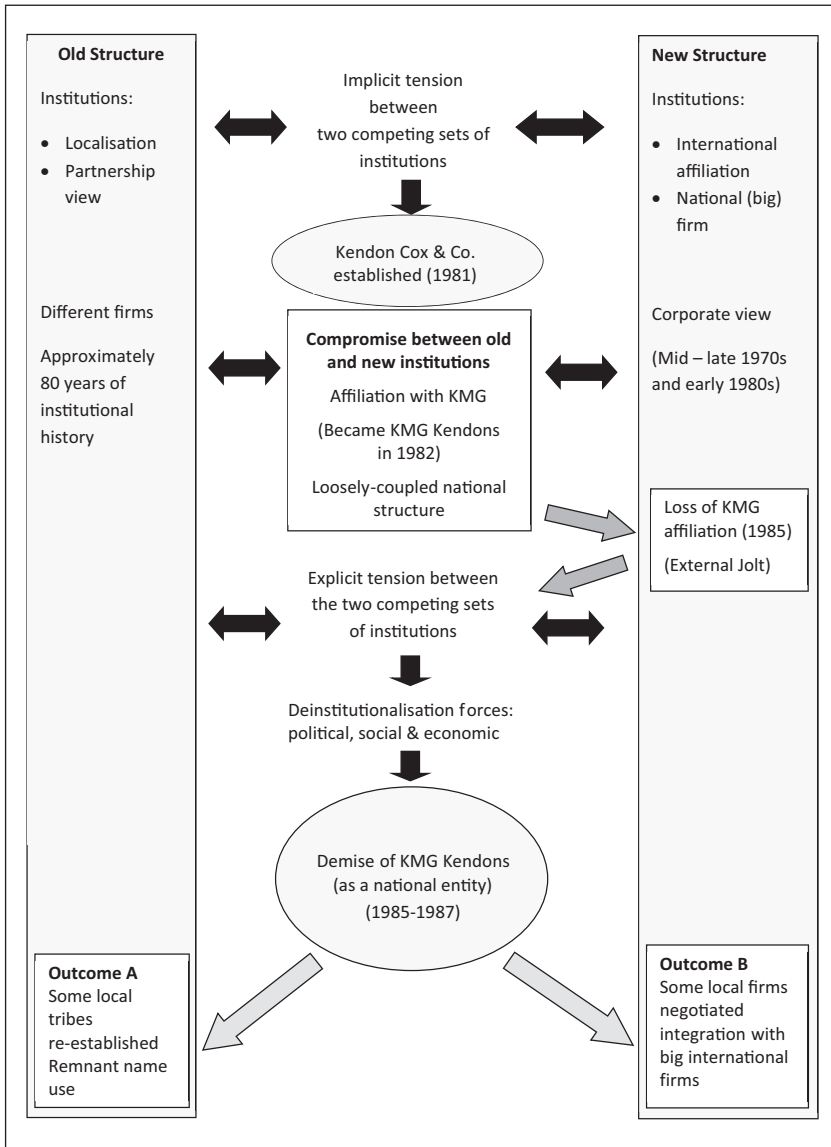 Old Structure
Institutions:
• Localisation
• Partnership
view
Different firms
Approximately
80 years of
institutional
history
Outcome A
Some local
tribes
re-established
Remnant name
use
Implicit tension
between
two competing sets of
institutions
Kendon Cox & Co.
established (1981)
Compromise between old
and new institutions
Affiliation with KMG
(Became KMG Kendons
in 1982)
Loosely-coupled national
structure
Explicit tension between
the two competing sets
of institutions
Deinstitutionalisation forces:
political, social & economic
Demise of KMG Kendons
(as a national entity)
(1985-1987)
New Structure
Institutions:
• International
affiliation
• National (big)
firm
Corporate view
(Mid – late 1970s
and early 1980s)
Loss of KMG
affiliation (1985)
(External Jolt)
Outcome B
Some local firms
negotiated
integration with
big international
firms